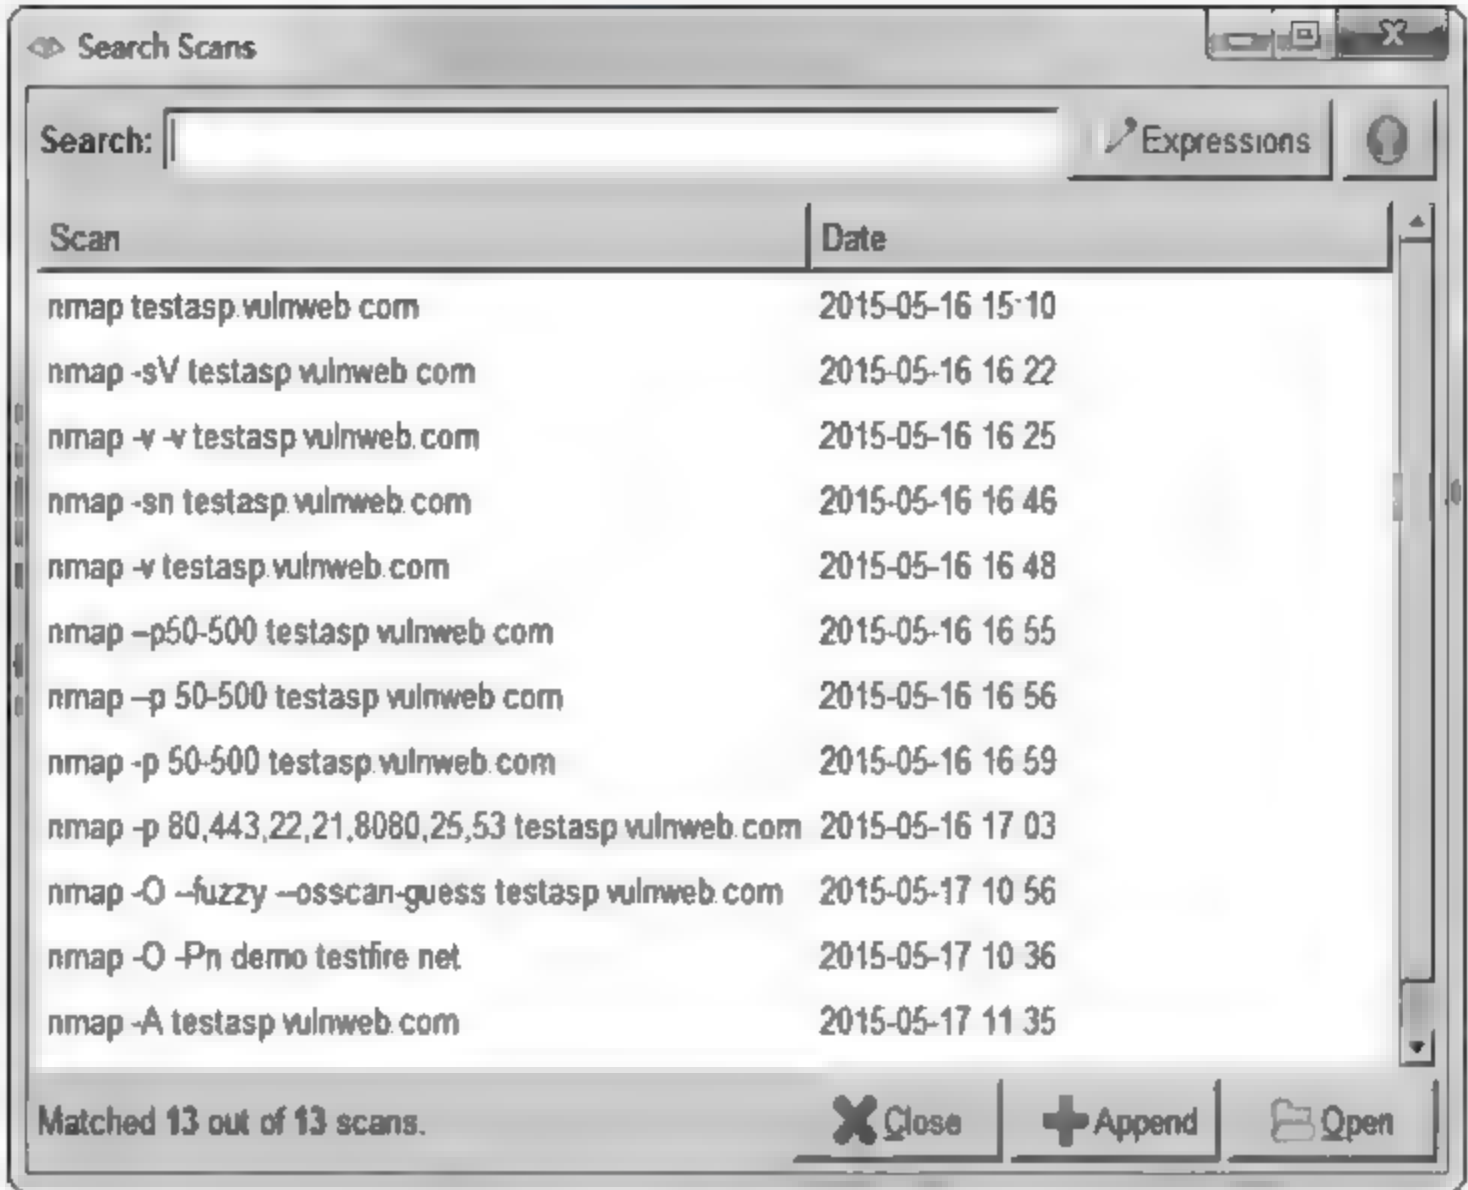 Search Scans
Search: Expressions
Scan Date
nmap testasp.vulnweb.com 2015-05-16 15:10
nmap -sV testasp.vulnweb.com 2015-05-16 16:22
nmap -v -v testasp.vulnweb.com 2015-05-16 16:25
nmap -sn testasp.vulnweb.com 2015-05-16 16:46
nmap -v testasp.vulnweb.com 2015-05-16 16:48
nmap –p50-500 testasp.vulnweb.com 2015-05-16 16:55
nmap –p 50-500 testasp.vulnweb.com 2015-05-16 16:56
nmap -p 50-500 testasp.vulnweb.com 2015-05-16 16:59
nmap -p 80,443,22,21,8080,25,53 testasp.vulnweb.com 2015-05-16 17:03
nmap -O --fuzzy --osscan-guess testasp.vulnweb.com 2015-05-17 10:56
nmap -O -Pn demo.testfire.net 2015-05-17 10:36
nmap -A testasp.vulnweb.com 2015-05-17 11:35
Matched 13 out of 13 scans. Close Append Open